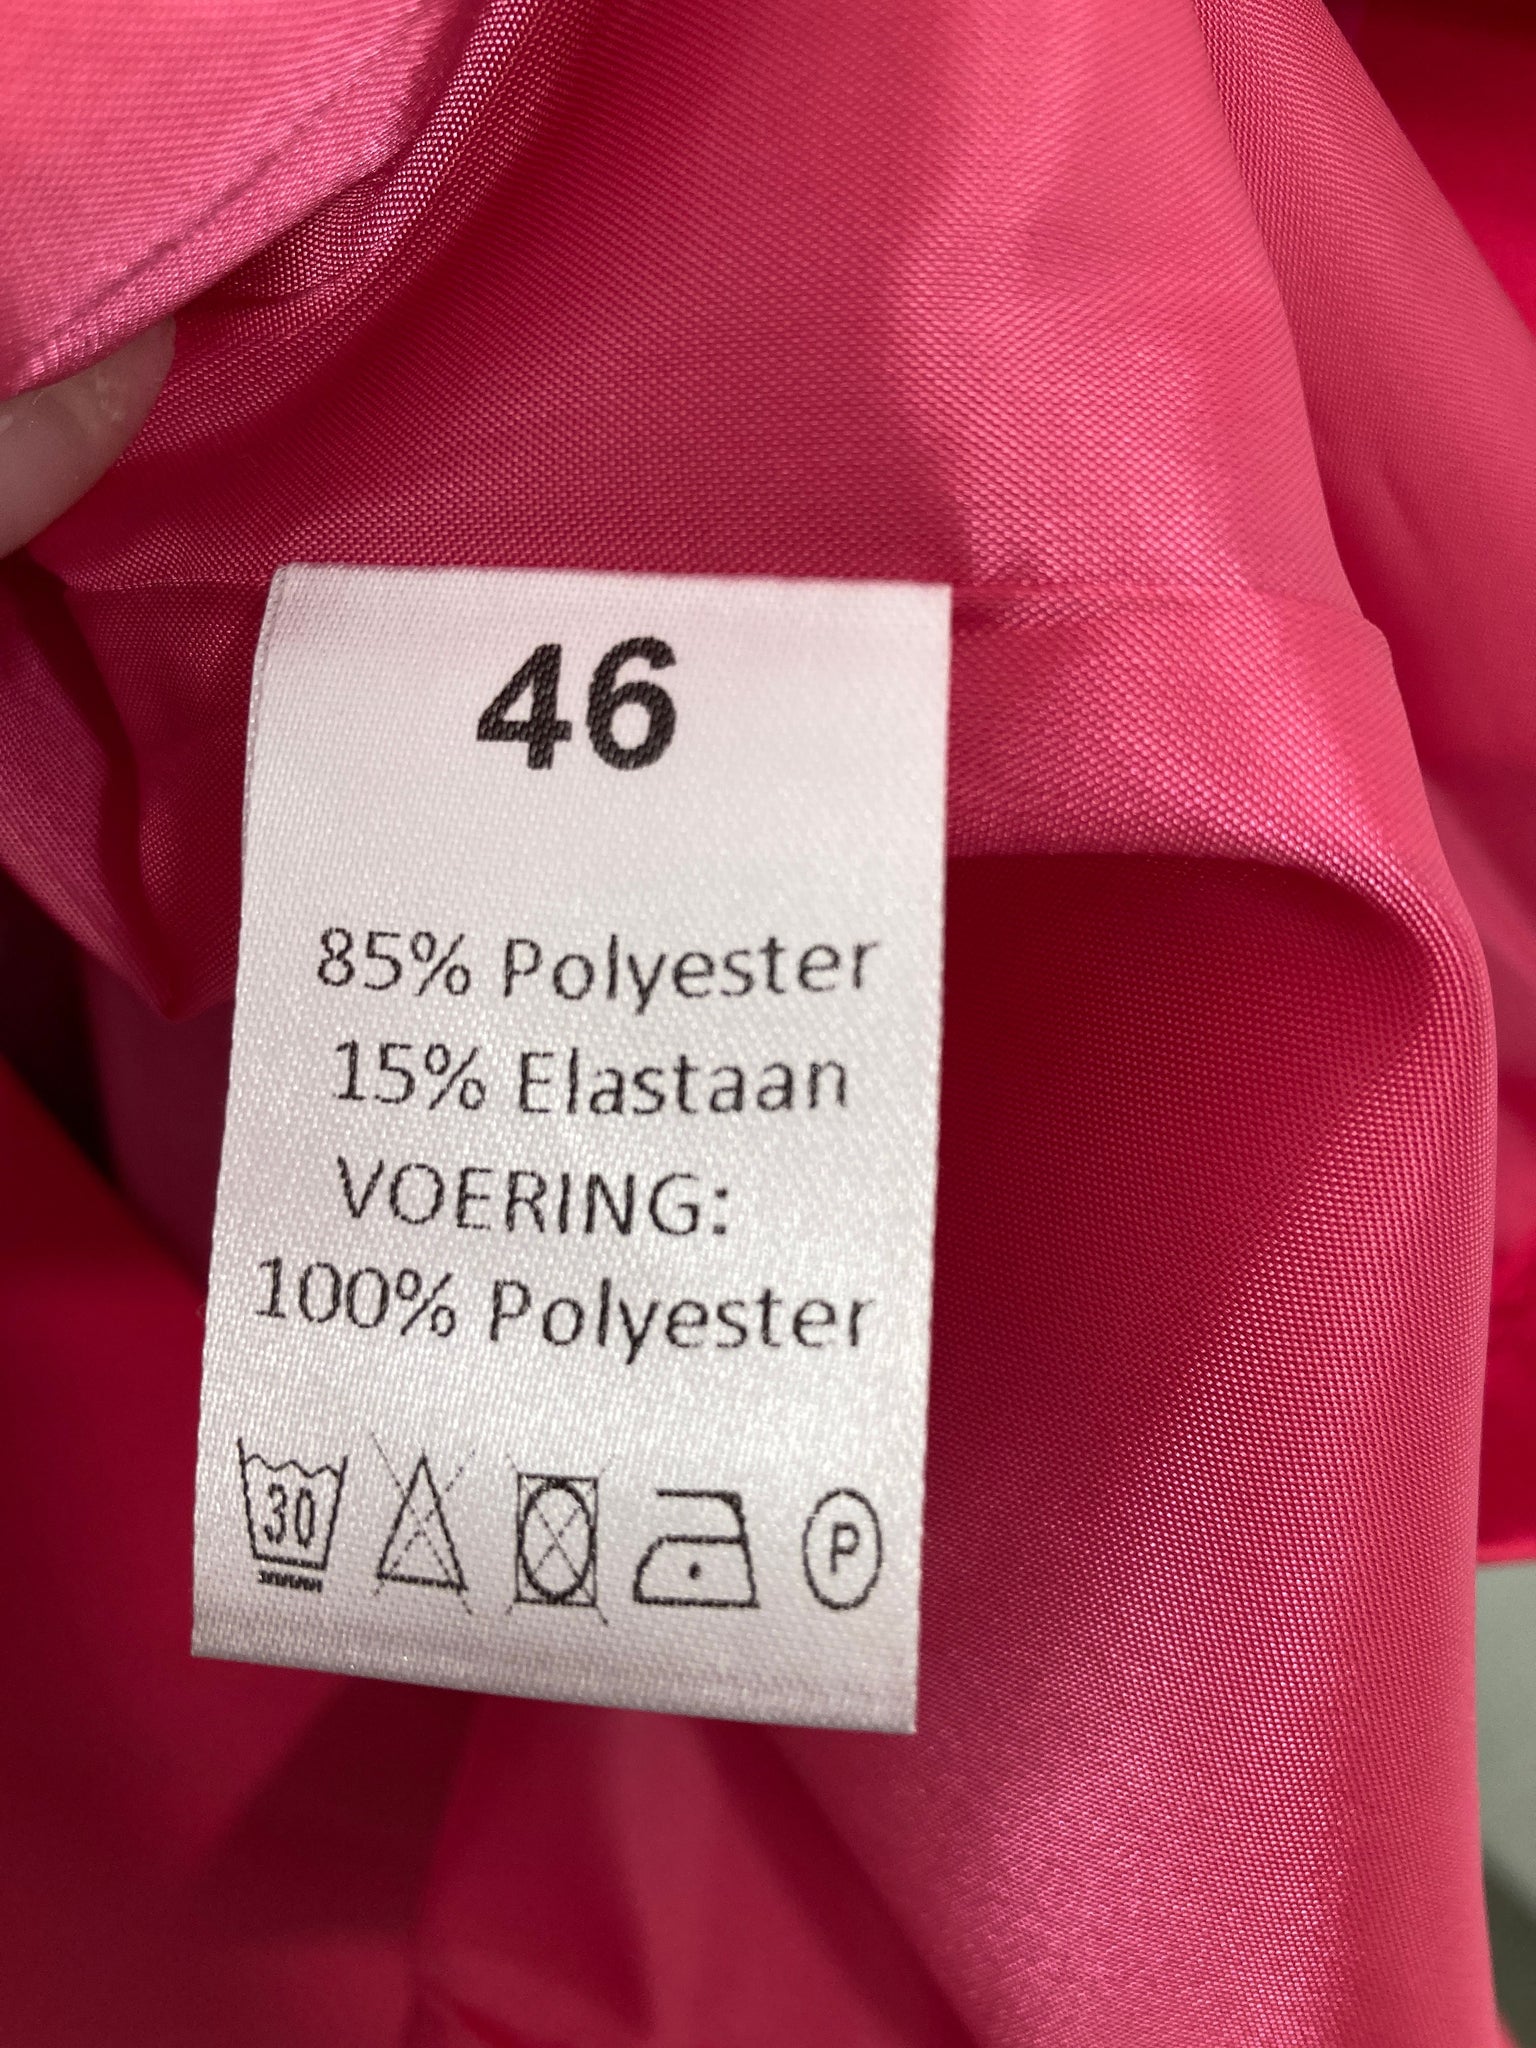 46
85% Polyester
15% Elastaan
VOERING:
100% Polyester
30 P